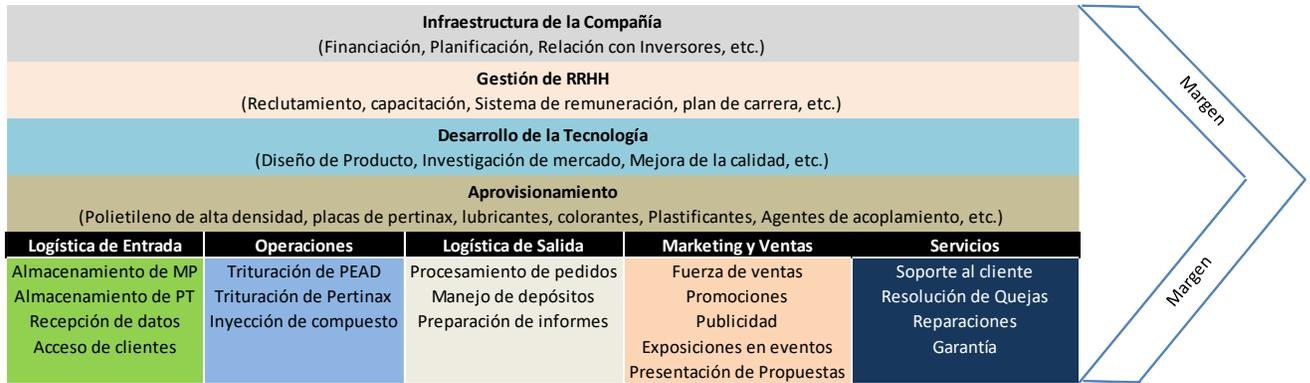 Infraestructura de la Compañía
(Financiación, Planificación, Relación con Inversores, etc.)
Gestión de RRHH
(Reclutamiento, capacitación, Sistema de remuneración, plan de carrera, etc.)
Desarrollo de la Tecnología
(Diseño de Producto, Investigación de mercado, Mejora de la calidad, etc.)
Aprovisionamiento
(Polietileno de alta densidad, placas de pertinax, lubricantes, colorantes, Plastificantes, Agentes de acoplamiento, etc.)
Logística de Entrada
Almacenamiento de MP
Almacenamiento de PT
Recepción de datos
Acceso de clientes
Operaciones
Trituración de PEAD
Trituración de Pertinax
Inyección de compuesto
Logística de Salida
Procesamiento de pedidos
Manejo de depósitos
Preparación de informes
Marketing y Ventas
Fuerza de ventas
Promociones
Publicidad
Exposiciones en eventos
Presentación de Propuestas
Servicios
Soporte al cliente
Resolución de Quejas
Reparaciones
Garantía
Margen
Margen